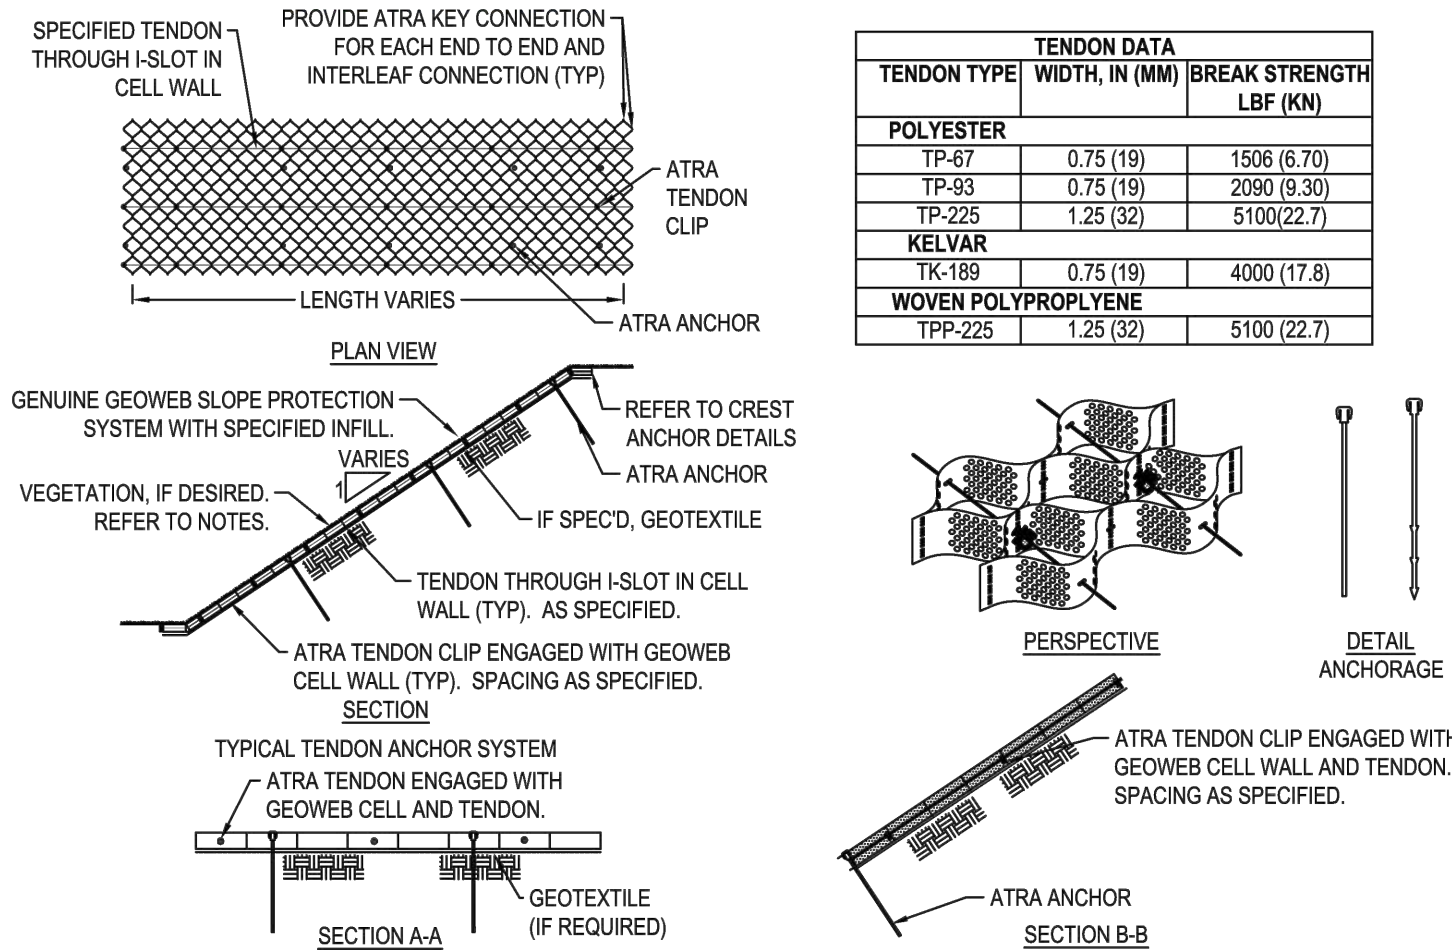 SPECIFIED TENDON
THROUGH I-SLOT IN
CELL WALL
PROVIDE ATRA KEY CONNECTION
FOR EACH END TO END AND
INTERLEAF CONNECTION (TYP)
ATRA
TENDON
CLIP
LENGTH VARIES
ATRA ANCHOR
PLAN VIEW
TENDON DATA
TENDON TYPE WIDTH, IN (MM) BREAK STRENGTH
LBF (KN)
POLYESTER
TP-67 0.75 (19) 1506 (6.70)
TP-93 0.75 (19) 2090 (9.30)
TP-225 1.25 (32) 5100(22.7)
KELVAR
TK-189 0.75 (19) 4000 (17.8)
WOVEN POLYPROPLYENE
TPP-225 1.25 (32) 5100 (22.7)
GENUINE GEOWEB SLOPE PROTECTION
SYSTEM WITH SPECIFIED INFILL.
VARIES
1
VEGETATION, IF DESIRED.
REFER TO NOTES.
REFER TO CREST
ANCHOR DETAILS
ATRA ANCHOR
IF SPEC'D, GEOTEXTILE
TENDON THROUGH I-SLOT IN CELL
WALL (TYP). AS SPECIFIED.
ATRA TENDON CLIP ENGAGED WITH GEOWEB
CELL WALL (TYP). SPACING AS SPECIFIED.
SECTION
PERSPECTIVE
DETAIL
ANCHORAGE
TYPICAL TENDON ANCHOR SYSTEM
ATRA TENDON ENGAGED WITH
GEOWEB CELL AND TENDON.
GEOTEXTILE
(IF REQUIRED)
SECTION A-A
ATRA TENDON CLIP ENGAGED WITH
GEOWEB CELL WALL AND TENDON.
SPACING AS SPECIFIED.
ATRA ANCHOR
SECTION B-B